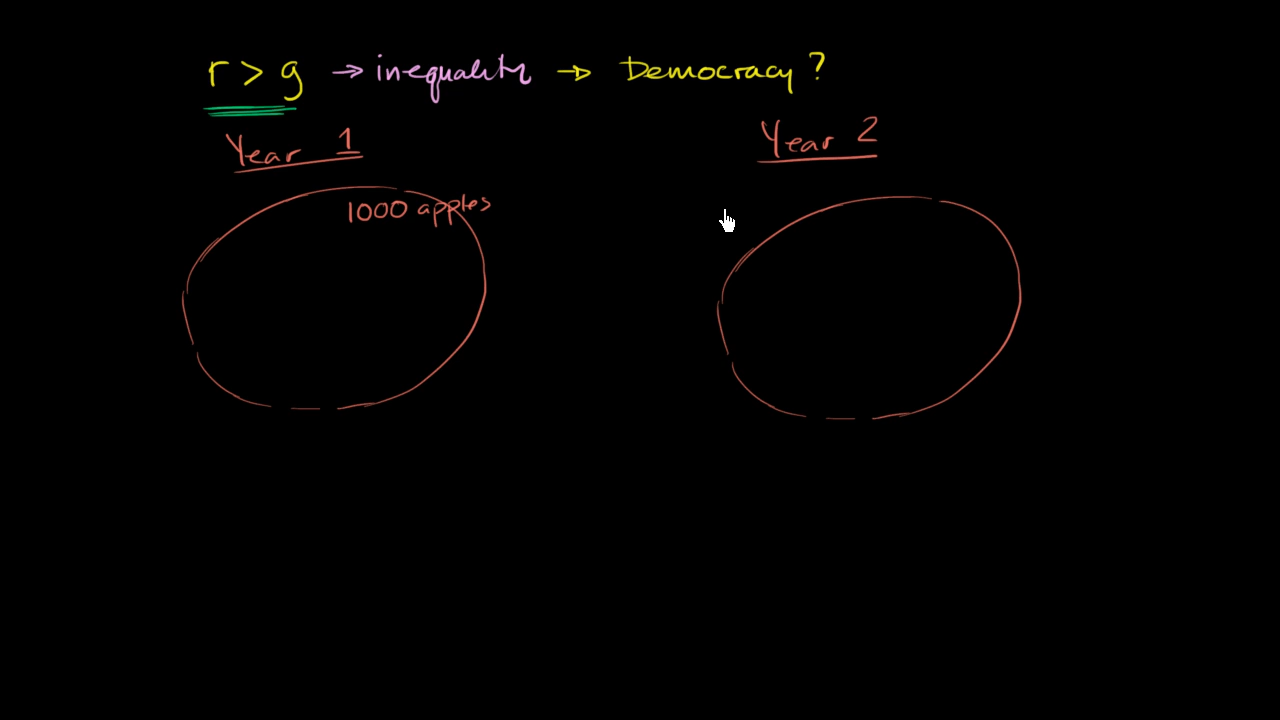 r > g → inequality → Democracy?
Year 1
Year 2
1000 apples